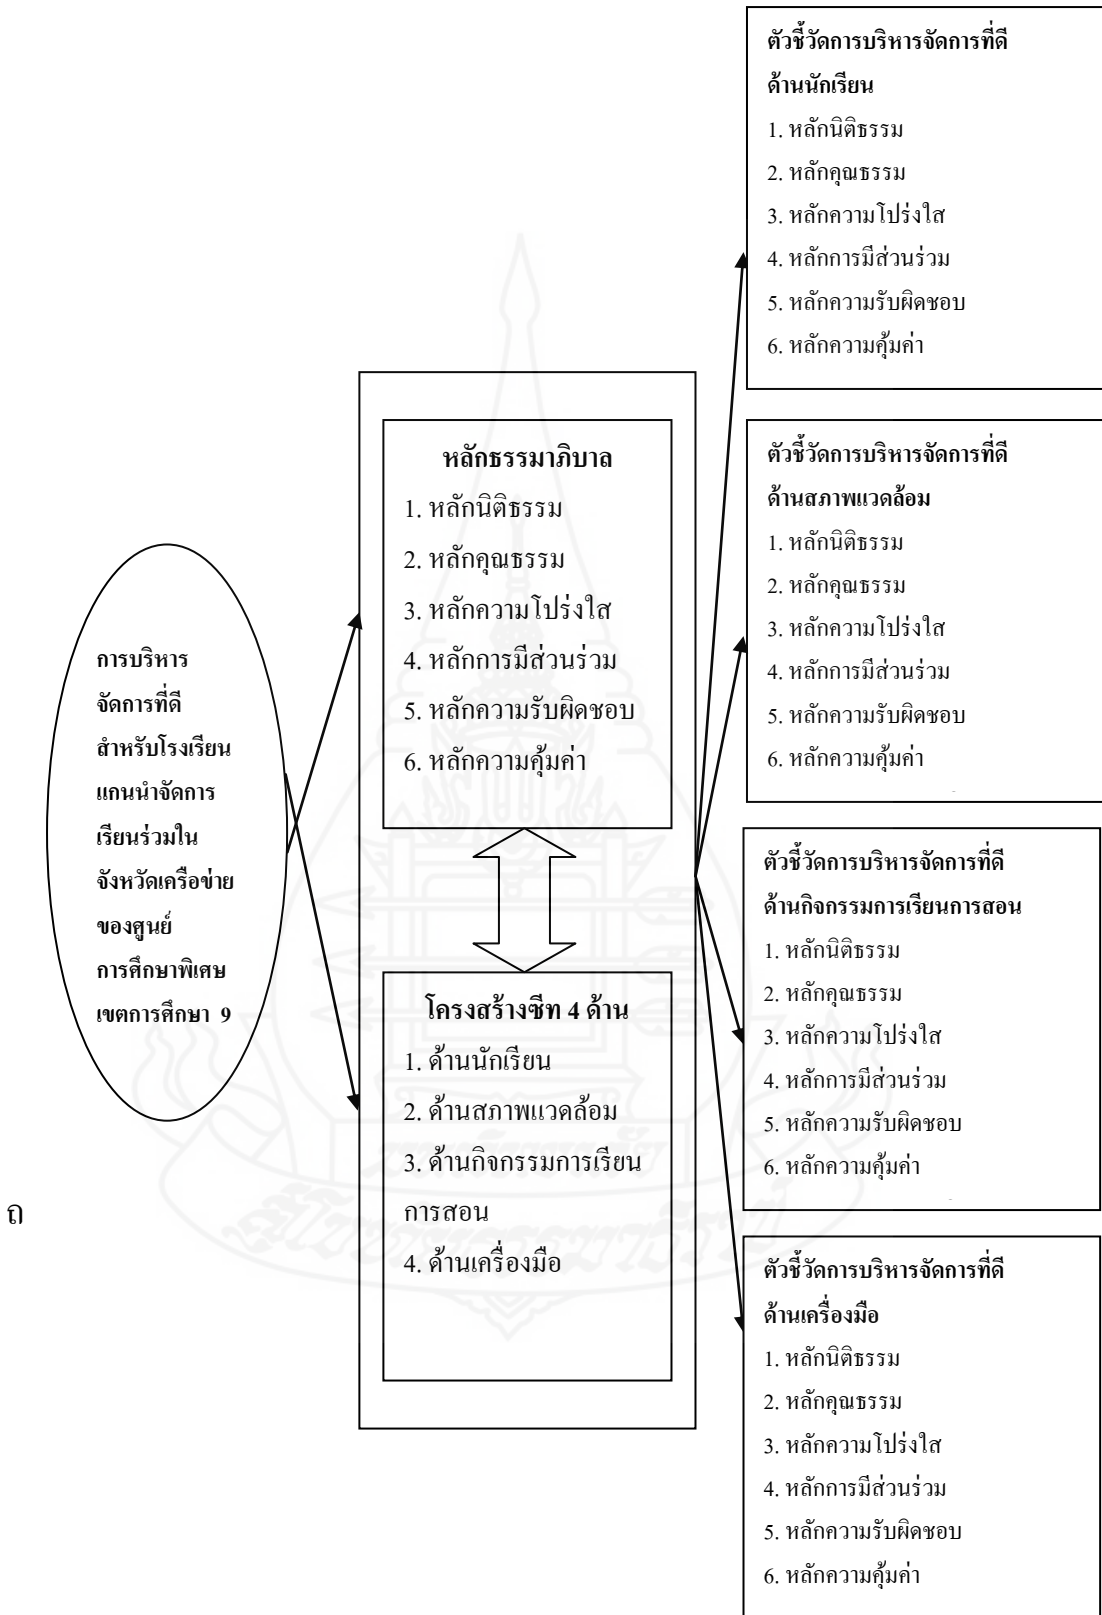 การบริหาร
จัดการที่ดี
สำหรับโรงเรียน
แกนนำจัดการ
เรียนร่วมใน
จังหวัดเครือข่าย
ของศูนย์
การศึกษาพิเศษ
เขตการศึกษา 9
หลักธรรมาภิบาล
1. หลักนิติธรรม
2. หลักคุณธรรม
3. หลักความโปร่งใส
4. หลักการมีส่วนร่วม
5. หลักความรับผิดชอบ
6. หลักความคุ้มค่า
โครงสร้างซีท 4 ด้าน
1. ด้านนักเรียน
2. ด้านสภาพแวดล้อม
3. ด้านกิจกรรมการเรียน
การสอน
4. ด้านเครื่องมือ
ตัวชี้วัดการบริหารจัดการที่ดี
ด้านนักเรียน
1. หลักนิติธรรม
2. หลักคุณธรรม
3. หลักความโปร่งใส
4. หลักการมีส่วนร่วม
5. หลักความรับผิดชอบ
6. หลักความคุ้มค่า
ตัวชี้วัดการบริหารจัดการที่ดี
ด้านสภาพแวดล้อม
1. หลักนิติธรรม
2. หลักคุณธรรม
3. หลักความโปร่งใส
4. หลักการมีส่วนร่วม
5. หลักความรับผิดชอบ
6. หลักความคุ้มค่า
ตัวชี้วัดการบริหารจัดการที่ดี
ด้านกิจกรรมการเรียนการสอน
1. หลักนิติธรรม
2. หลักคุณธรรม
3. หลักความโปร่งใส
4. หลักการมีส่วนร่วม
5. หลักความรับผิดชอบ
6. หลักความคุ้มค่า
ตัวชี้วัดการบริหารจัดการที่ดี
ด้านเครื่องมือ
1. หลักนิติธรรม
2. หลักคุณธรรม
3. หลักความโปร่งใส
4. หลักการมีส่วนร่วม
5. หลักความรับผิดชอบ
6. หลักความคุ้มค่า
ถ